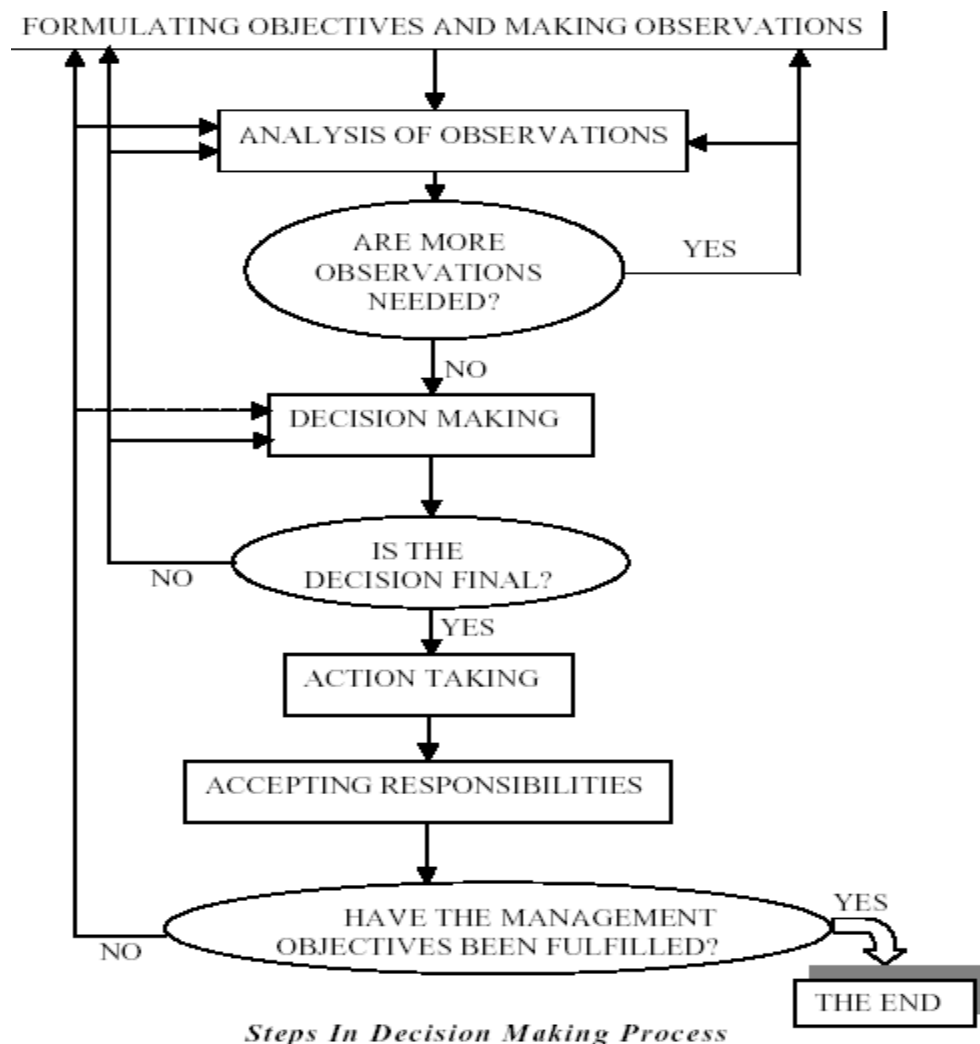 FORMULATING OBJECTIVES AND MAKING OBSERVATIONS
ANALYSIS OF OBSERVATIONS
ARE MORE
OBSERVATIONS
NEEDED?
YES
NO
DECISION MAKING
IS THE
DECISION FINAL?
NO
YES
ACTION TAKING
ACCEPTING RESPONSIBILITIES
HAVE THE MANAGEMENT
OBJECTIVES BEEN FULFILLED?
YES
NO
THE END
Steps In Decision Making Process